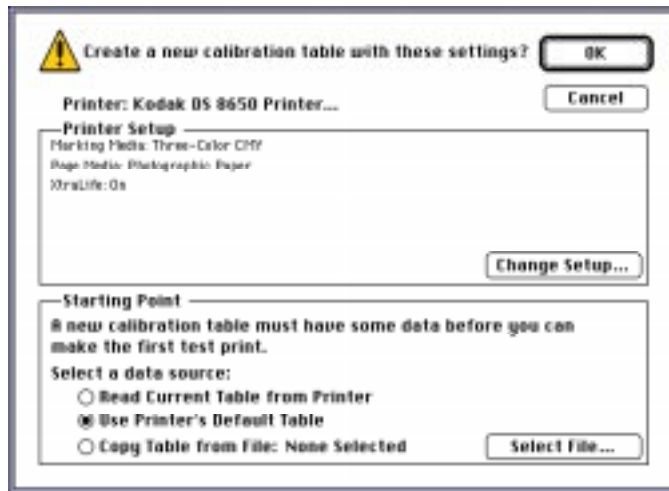 Create a new calibration table with these settings?
OK
Cancel
Printer: Kodak DS 8650 Printer...
Printer Setup
Marking Media: Three-Color CMY
Page Media: Photographic Paper
XtraLife: On
Change Setup...
Starting Point
A new calibration table must have some data before you can
make the first test print.
Select a data source:
Read Current Table from Printer
Use Printer's Default Table
Copy Table from File: None Selected
Select File...